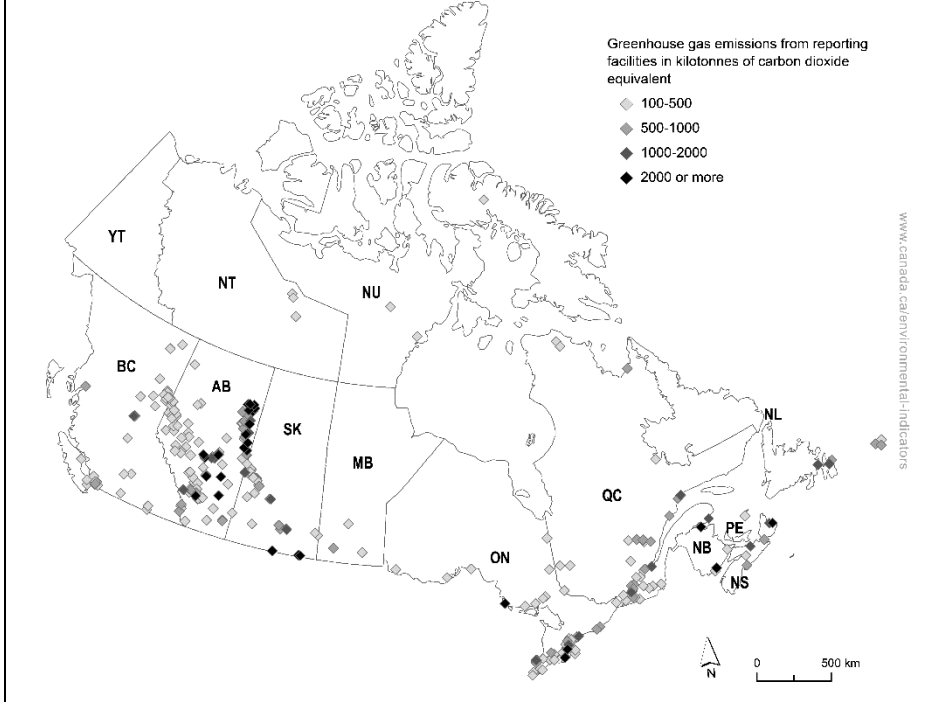 Greenhouse gas emissions from reporting
facilities in kilotonnes of carbon dioxide
equivalent
100-500
500-1000
1000-2000
2000 or more
www.canada.ca/environmental-indicators
YT
NT
NU
BC
AB
SK
MB
NL
QC
ON
PE
NB
NS
N
0 500 km